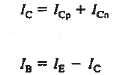 I_C = I_Cp + I_Cn
I_B = I_E − I_C